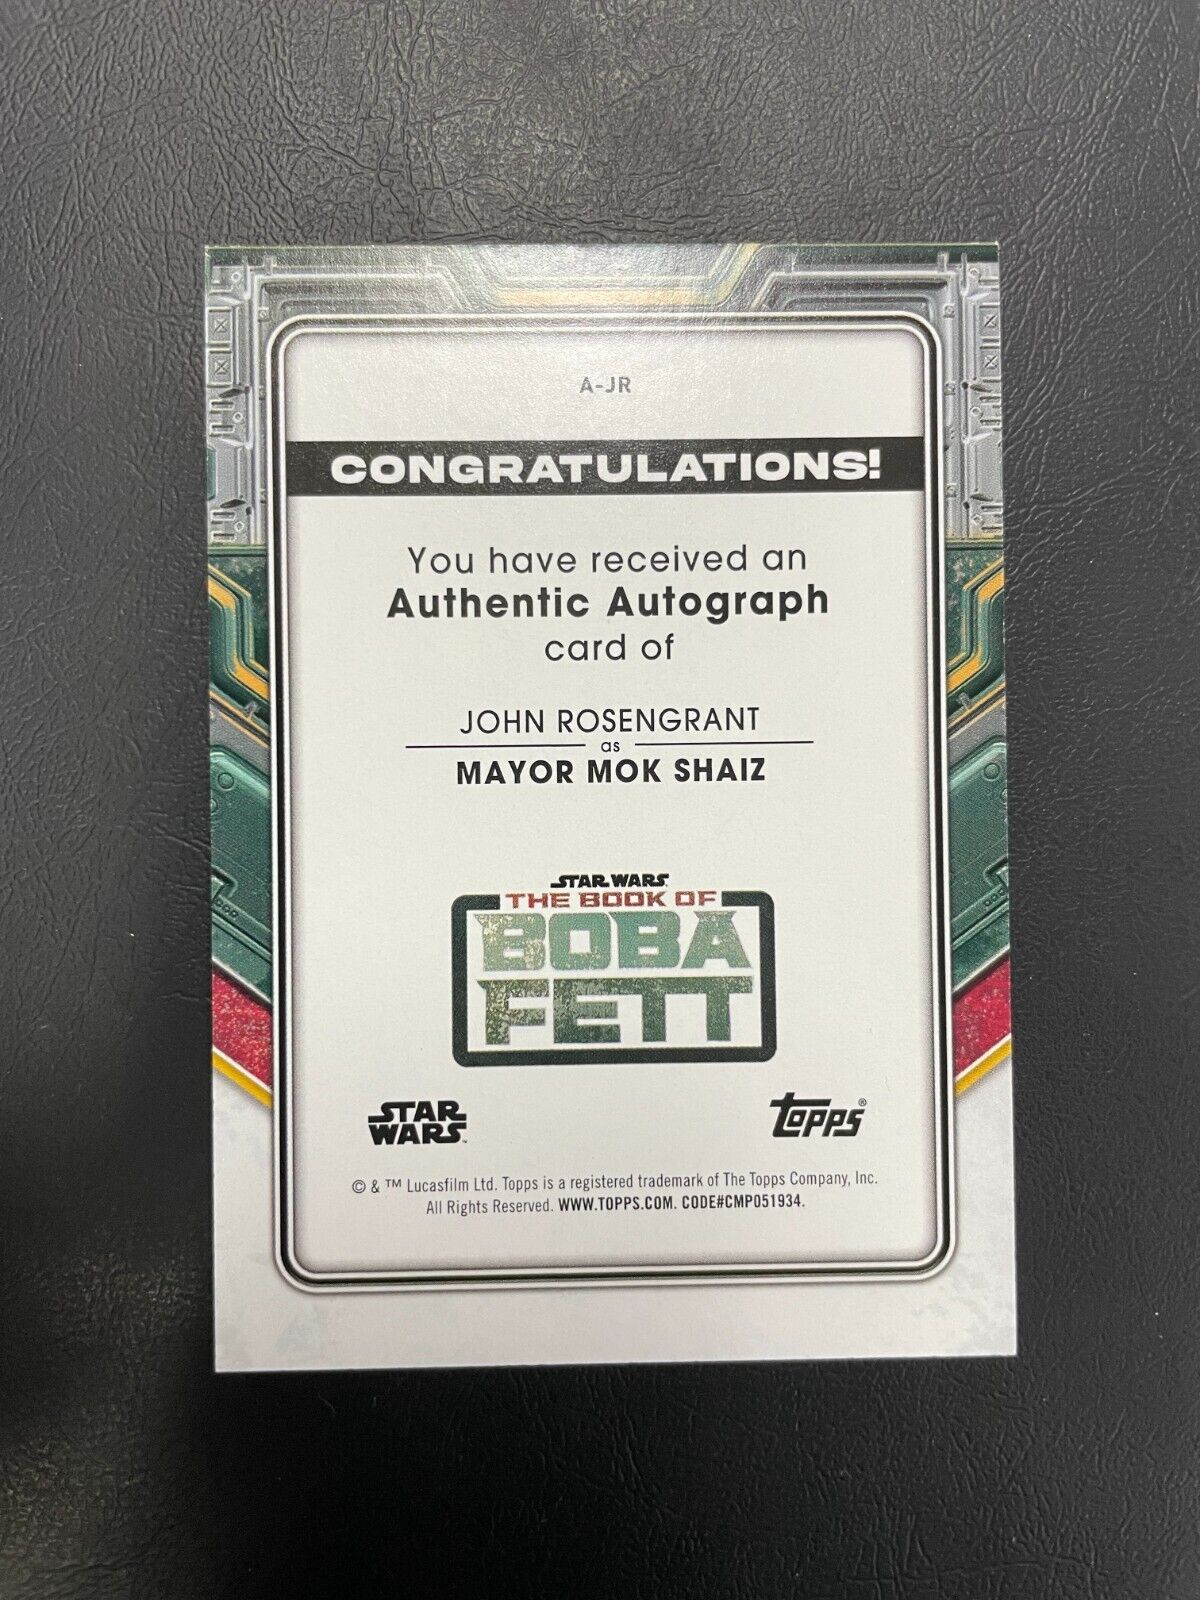 A-JR
CONGRATULATIONS!
You have received an
Authentic Autograph
card of
JOHN ROSENGRANT
as
MAYOR MOK SHAIZ
STAR WARS
THE BOOK OF
BOBA
FETT
STAR
WARS™
Topps®
© & ™ Lucasfilm Ltd. Topps is a registered trademark of The Topps Company, Inc.
All Rights Reserved. WWW.TOPPS.COM. CODE#CMP051934.